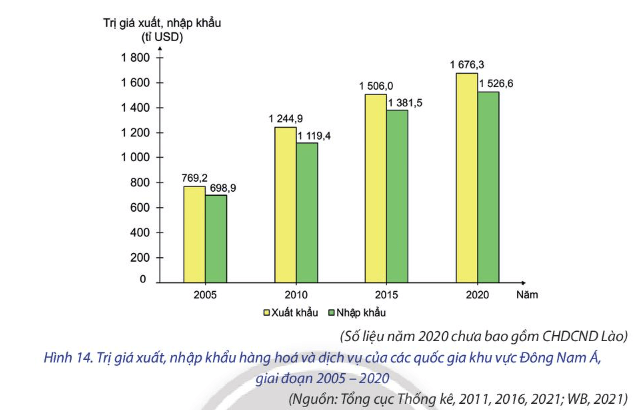 Trị giá xuất, nhập khẩu
(tỉ USD)
1 800
1 600
1 400
1 200
1 000
800
600
400
200
0
769,2
698,9
1 244,9
1 119,4
1 506,0
1 381,5
1 676,3
1 526,6
2005
2010
2015
2020
Năm
Xuất khẩu
Nhập khẩu
(Số liệu năm 2020 chưa bao gồm CHDCND Lào)
Hình 14. Trị giá xuất, nhập khẩu hàng hoá và dịch vụ của các quốc gia khu vực Đông Nam Á,
giai đoạn 2005 – 2020
(Nguồn: Tổng cục Thống kê, 2011, 2016, 2021; WB, 2021)